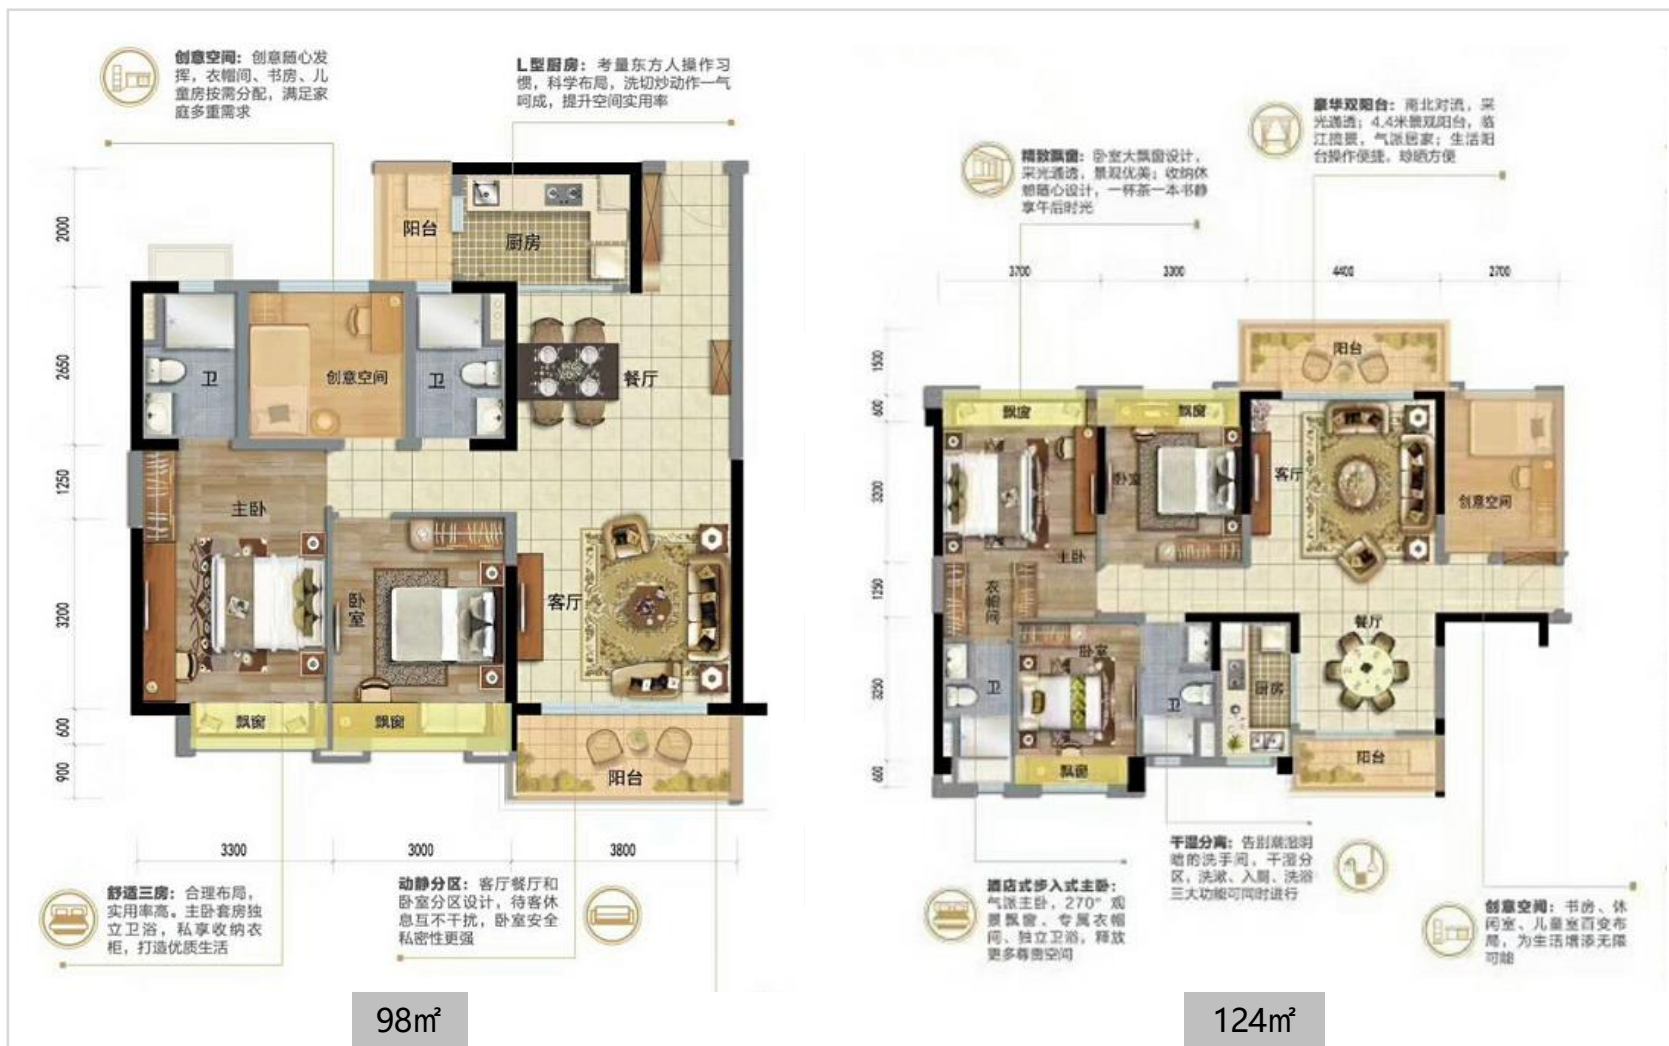 创意空间：创意随心发
挥，衣帽间、书房、儿
童房按需分配，满足家
庭多重需求
L型厨房：考量东方人操作习
惯，科学布局，洗切炒动作一气
呵成，提升空间实用率
2000
2650
1250
3200
600
900
阳台
厨房
卫
创意空间
卫
餐厅
主卧
卧室
客厅
飘窗
飘窗
阳台
3300
3000
3800
舒适三房：合理布局，
实用率高。主卧套房独
立卫浴，私享收纳衣
柜，打造优质生活
动静分区：客厅餐厅和
卧室分区设计，待客休
息互不干扰，卧室安全
私密性更强
98㎡
精致飘窗：卧室大飘窗设计，
采光通透，景观优美；收纳休
憩随心设计，一杯茶一本书静
享午后时光
豪华双阳台：南北对流，采
光通透；4.4米景观阳台，临
江揽景，气派居家；生活阳
台操作便捷，晾晒方便
3700
3300
4400
2700
1500
600
3200
1250
3250
600
阳台
飘窗
飘窗
客厅
卧室
创意空间
主卧
衣帽间
餐厅
卧室
卫
卫
厨房
飘窗
阳台
酒店式步入式主卧：
气派主卧，270°观
景飘窗、专属衣帽
间、独立卫浴，释放
更多尊贵空间
干湿分离：告别潮湿阴
暗的洗手间，干湿分
区，洗漱、入厕、洗浴
三大功能可同时进行
创意空间：书房、休
闲室、儿童室百变布
局，为生活增添无限
可能
124㎡